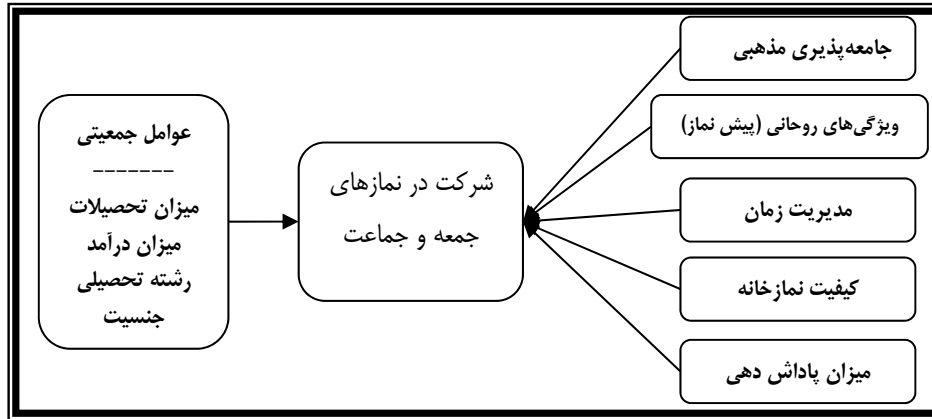 جامعه‌پذیری مذهبی
ویژگی‌های روحانی (پیش نماز)
مدیریت زمان
کیفیت نمازخانه
میزان پاداش دهی
شرکت در نمازهای
جمعه و جماعت
عوامل جمعیتی
-------
میزان تحصیلات
میزان درآمد
رشته تحصیلی
جنسیت